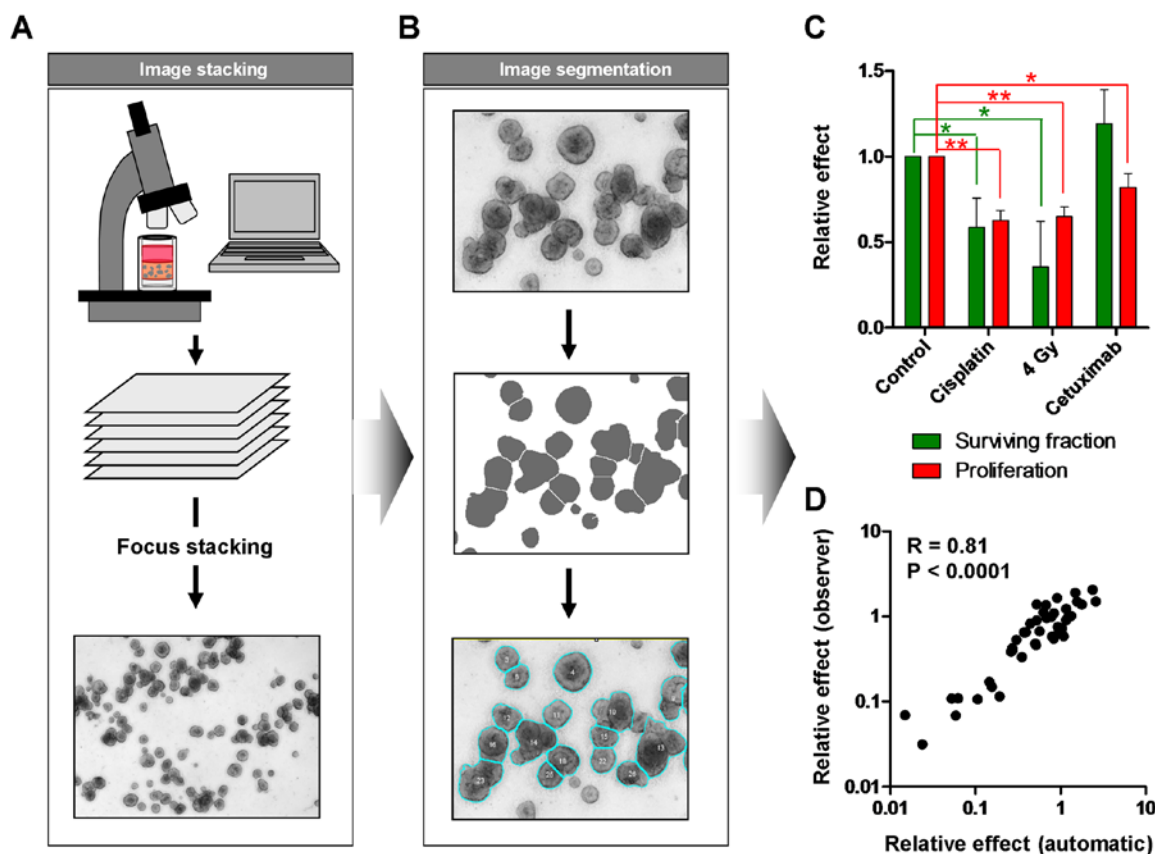 A
Image stacking
Focus stacking
B
Image segmentation
C
Relative effect
1.5
1.0
0.5
0.0
*
**
*
*
**
Control
Cisplatin
4 Gy
Cetuximab
Surviving fraction
Proliferation
D
Relative effect (observer)
10
1
0.1
0.01
R = 0.81
P < 0.0001
0.01
0.1
1
10
Relative effect (automatic)